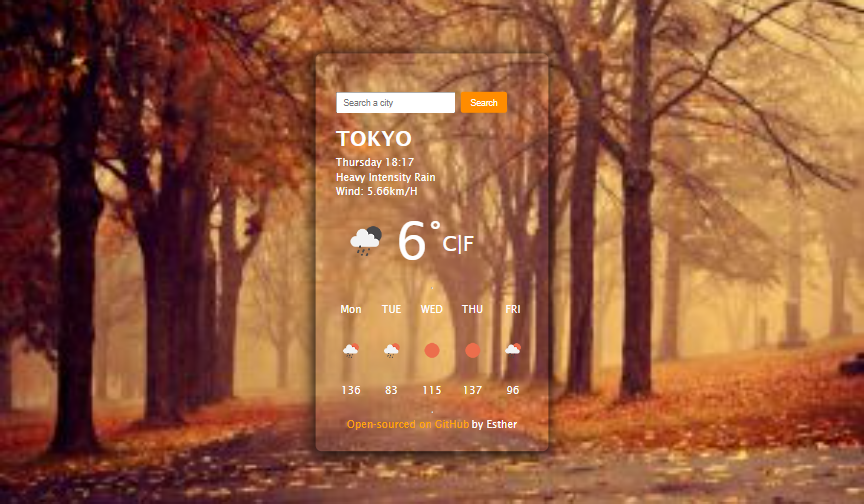 Search a city Search
TOKYO
Thursday 18:17
Heavy Intensity Rain
Wind: 5.66km/H
6° C|F
Mon TUE WED THU FRI
136 83 115 137 96
Open-sourced on GitHub by Esther